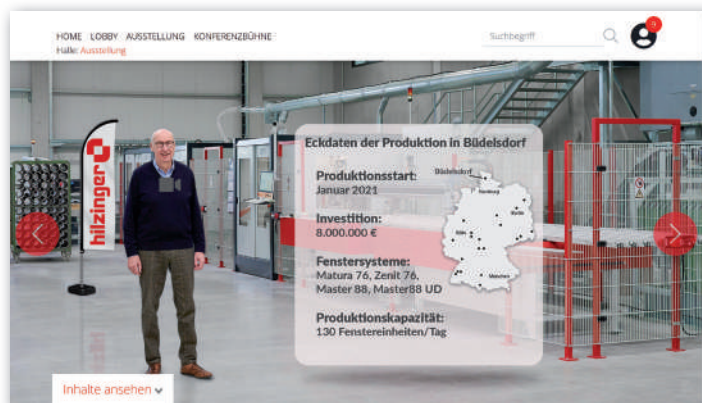 HOME LOBBY AUSSTELLUNG KONFERENZBÜHNE
Halle: Ausstellung
Suchbegriff
hilzinger
Eckdaten der Produktion in Büdelsdorf
Produktionsstart:
Januar 2021
Investition:
8.000.000 €
Fenstersysteme:
Matura 76, Zenit 76,
Master 88, Master88 UD
Produktionskapazität:
130 Fenstereinheiten/Tag
Büdelsdorf
Hamburg
Berlin
Köln
München
Inhalte ansehen